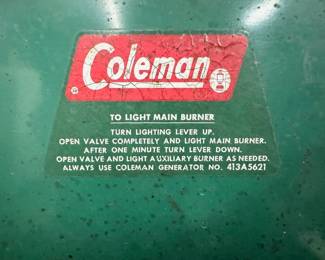 Coleman
TO LIGHT MAIN BURNER
TURN LIGHTING LEVER UP.
OPEN VALVE COMPLETELY AND LIGHT MAIN BURNER.
AFTER ONE MINUTE TURN LEVER DOWN.
OPEN VALVE AND LIGHT AUXILIARY BURNER AS NEEDED.
ALWAYS USE COLEMAN GENERATOR NO. 413A5621